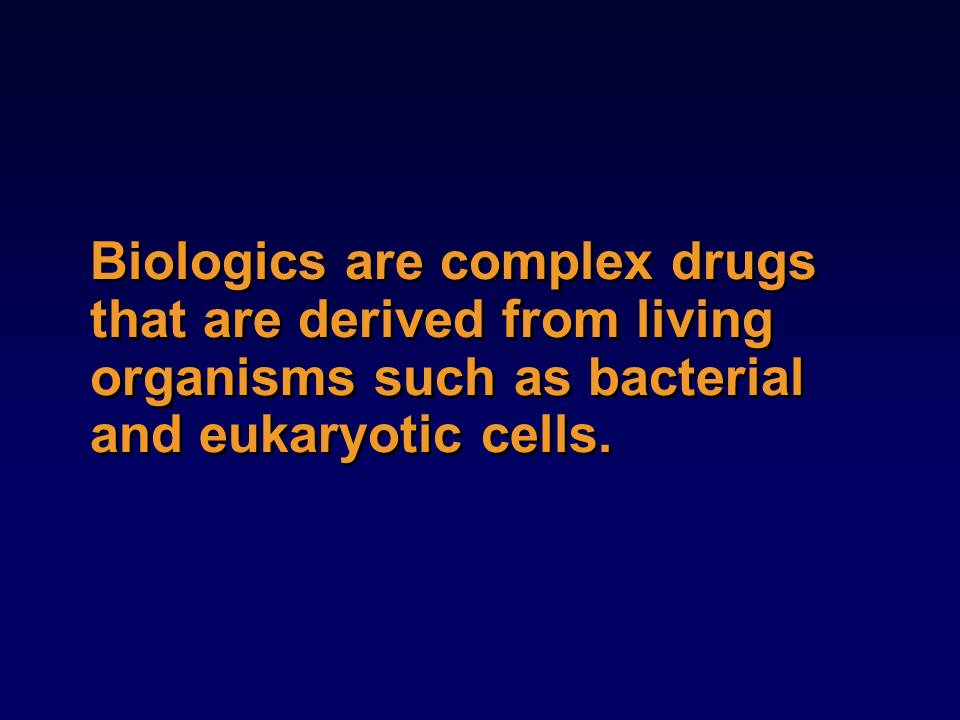 Biologics are complex drugs
that are derived from living
organisms such as bacterial
and eukaryotic cells.